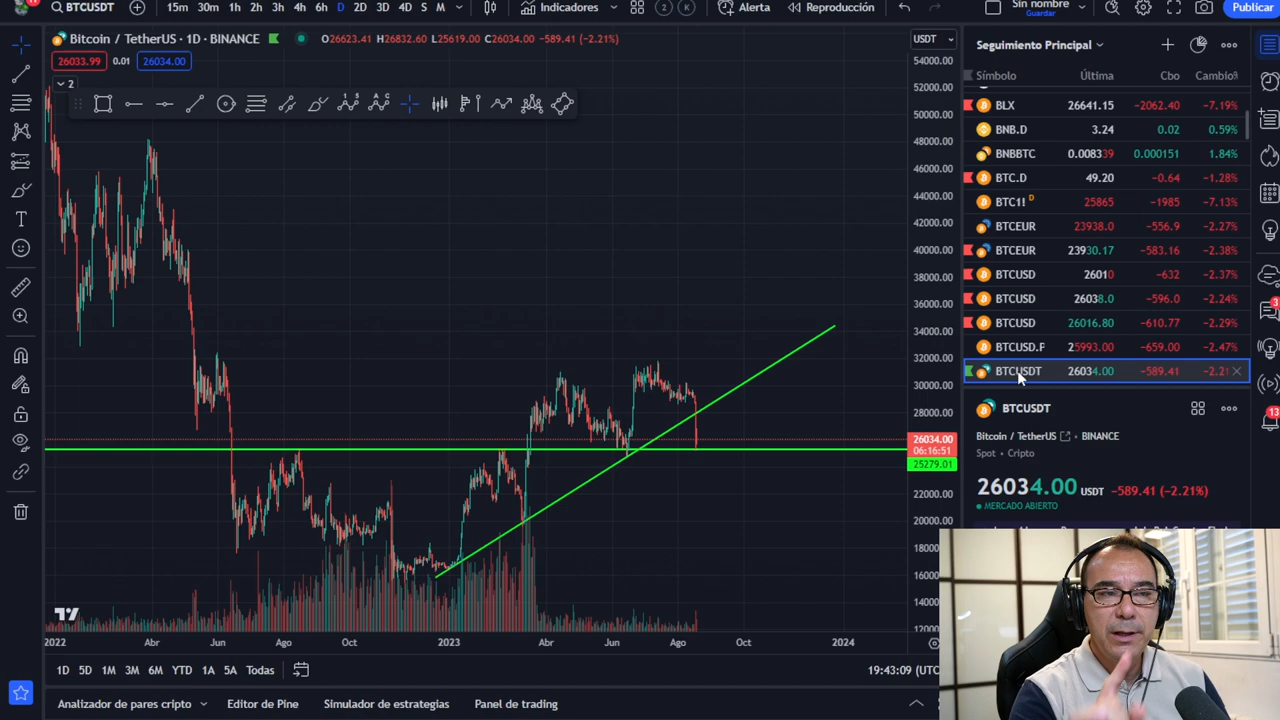 11
BTCUSDT
15m 30m 1h 2h 3h 4h 6h D 2D 3D 4D S M
Indicadores
2 K
Alerta
Reproducción
Sin nombre
Guardar
Publicar
Bitcoin / TetherUS · 1D · BINANCE
O26623.41 H26832.60 L25619.00 C26034.00 −589.41 (−2.21%)
26033.99 0.01 26034.00
2
USDT
54000.00
52000.00
50000.00
48000.00
46000.00
44000.00
42000.00
40000.00
38000.00
36000.00
34000.00
32000.00
30000.00
28000.00
26034.00
06:16:51
25279.01
22000.00
20000.00
18000.00
16000.00
14000.00
2022 Abr Jun Ago Oct 2023 Abr Jun Ago Oct 2024
1D 5D 1M 3M 6M YTD 1A 5A Todas
19:43:09 (UTC
Analizador de pares cripto
Editor de Pine
Simulador de estrategias
Panel de trading
Seguimiento Principal
Símbolo Última Cbo Cambio%
BLX 26641.15 −2062.40 −7.19%
BNB.D 3.24 0.02 0.59%
BNBBTC 0.008339 0.000151 1.84%
BTC.D 49.20 −0.64 −1.28%
BTC1! D 25865 −1985 −7.13%
BTCEUR 23938.0 −556.9 −2.27%
BTCEUR 23930.17 −583.16 −2.38%
BTCUSD 26010 −632 −2.37%
BTCUSD 26038.0 −596.0 −2.24%
BTCUSD 26016.80 −610.77 −2.29%
BTCUSD.P 25993.00 −659.00 −2.47%
BTCUSDT 26034.00 −589.41 −2.21
BTCUSDT
Bitcoin / TetherUS · BINANCE
Spot · Cripto
26034.00 USDT −589.41 (−2.21%)
MERCADO ABIERTO
3
13